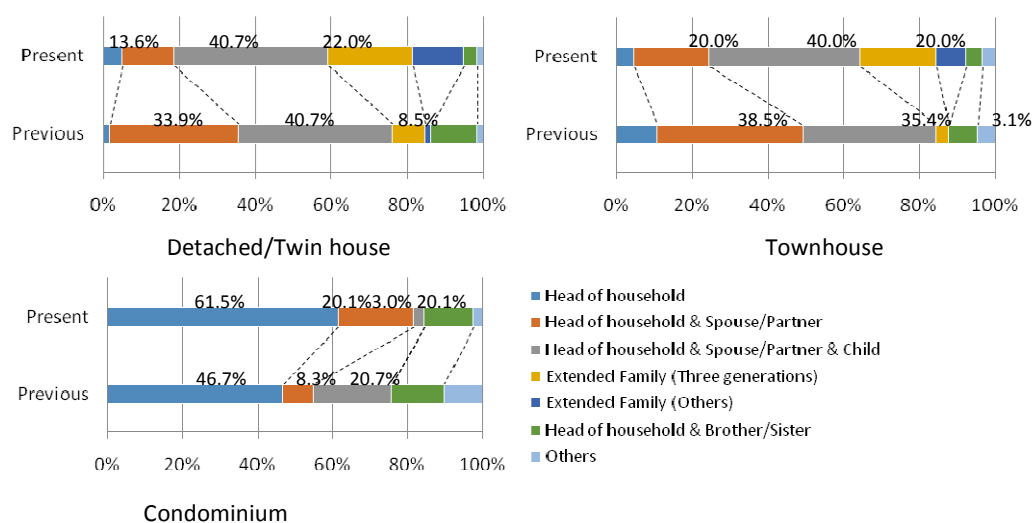 13.6% 40.7% 22.0%
Present
Previous
33.9% 40.7% 8.5%
0% 20% 40% 60% 80% 100%
Detached/Twin house
20.0% 40.0% 20.0%
Present
Previous
38.5% 35.4% 3.1%
0% 20% 40% 60% 80% 100%
Townhouse
61.5% 20.1% 3.0% 20.1%
Present
Previous
46.7% 8.3% 20.7%
0% 20% 40% 60% 80% 100%
Condominium
Head of household
Head of household & Spouse/Partner
Head of household & Spouse/Partner & Child
Extended Family (Three generations)
Extended Family (Others)
Head of household & Brother/Sister
Others